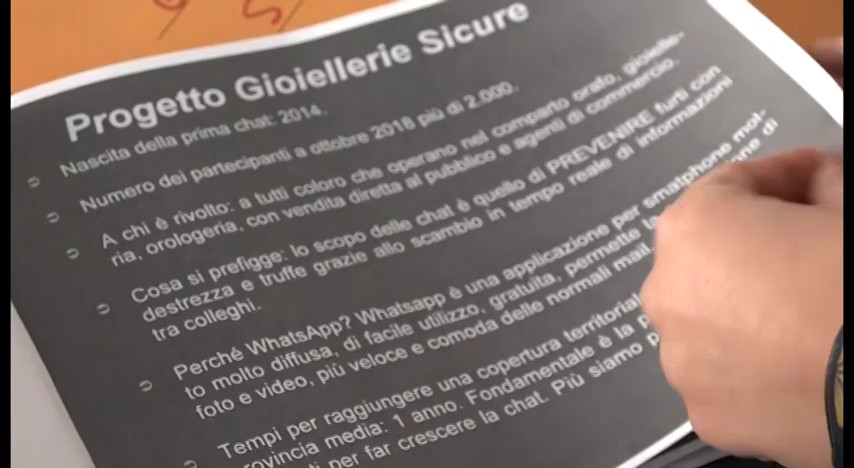 Progetto Gioiellerie Sicure
Nascita della prima chat: 2014.
Numero dei partecipanti a ottobre 2018 più di 2.000.
A chi è rivolto: a tutti coloro che operano nel comparto orafo, gioielle-
ria, orologeria, con vendita diretta al pubblico e agenti di commercio.
Cosa si prefigge: lo scopo delle chat è quello di PREVENIRE furti con
destrezza e truffe grazie allo scambio in tempo reale di informazioni
tra colleghi.
Perché WhatsApp? Whatsapp è una applicazione per smatphone mol-
to molto diffusa, di facile utilizzo, gratuita, permette di
foto e video, più veloce e comoda delle normali mail.
Tempi per raggiungere una copertura territorial
rovincia media: 1 anno. Fondamentale è la p
ti per far crescere la chat. Più siamo p